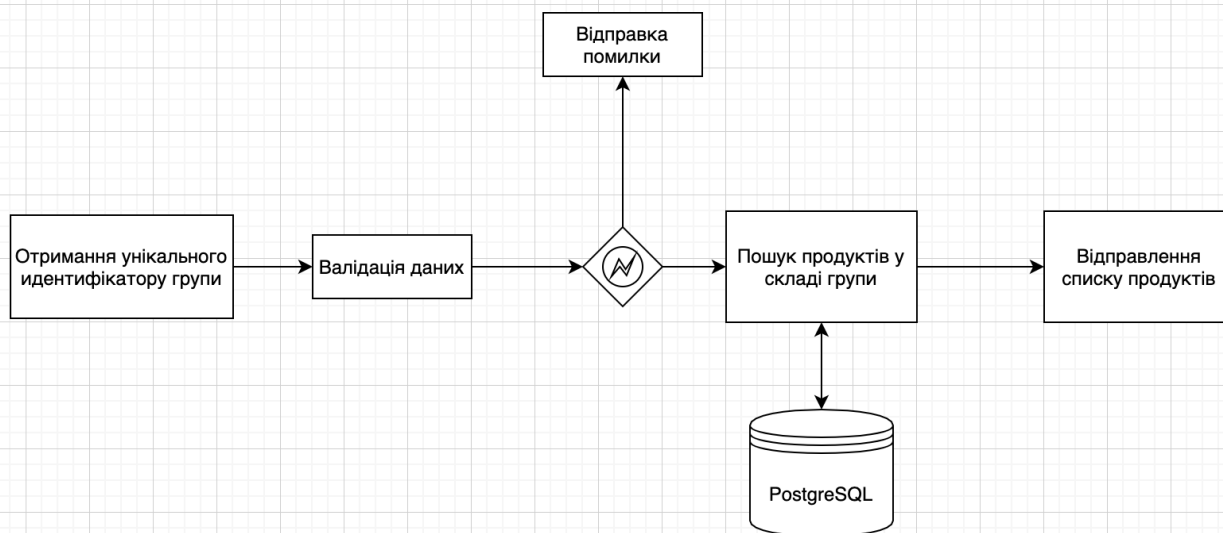 Відправка
помилки
Отримання унікального
идентифікатору групи
Валідація даних
Пошук продуктів у
складі групи
Відправлення
списку продуктів
PostgreSQL